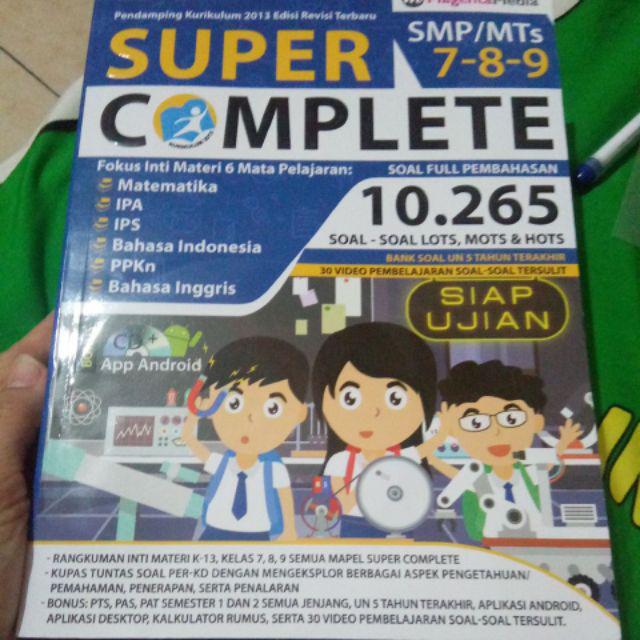 Pendamping Kurikulum 2013 Edisi Revisi Terbaru
MagentaMedia
SUPER
SMP/MTs
7-8-9
COMPLETE
Fokus Inti Materi 6 Mata Pelajaran:
Matematika
IPA
IPS
Bahasa Indonesia
PPKn
Bahasa Inggris
SOAL FULL PEMBAHASAN
10.265
SOAL - SOAL LOTS, MOTS & HOTS
BANK SOAL UN 5 TAHUN TERAKHIR
30 VIDEO PEMBELAJARAN SOAL-SOAL TERSULIT
SIAP
UJIAN
CD +
App Android
- RANGKUMAN INTI MATERI K-13, KELAS 7, 8, 9 SEMUA MAPEL SUPER COMPLETE
- KUPAS TUNTAS SOAL PER-KD DENGAN MENGEKSPLOR BERBAGAI ASPEK PENGETAHUAN/
PEMAHAMAN, PENERAPAN, SERTA PENALARAN
- BONUS: PTS, PAS, PAT SEMESTER 1 DAN 2 SEMUA JENJANG, UN 5 TAHUN TERAKHIR, APLIKASI ANDROID,
APLIKASI DESKTOP, KALKULATOR RUMUS, SERTA 30 VIDEO PEMBELAJARAN SOAL-SOAL TERSULIT.